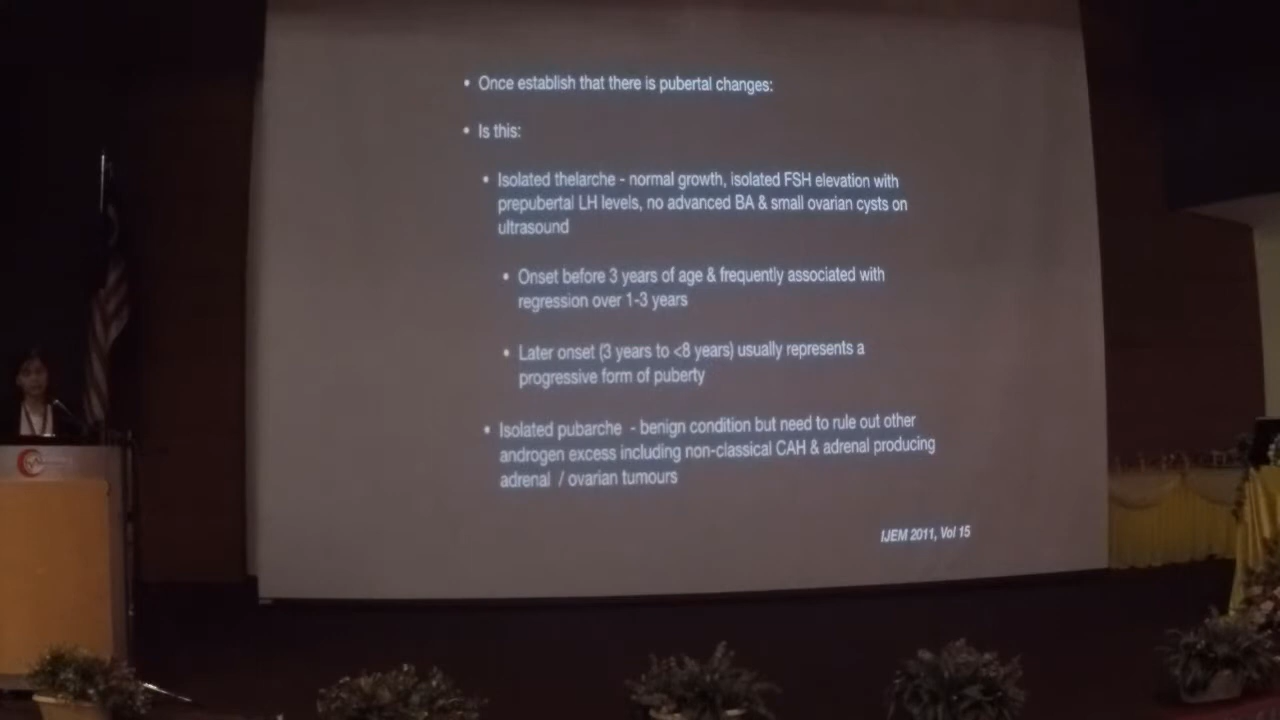 • Once establish that there is pubertal changes:
• Is this:
• Isolated thelarche - normal growth, isolated FSH elevation with
prepubertal LH levels, no advanced BA & small ovarian cysts on
ultrasound
• Onset before 3 years of age & frequently associated with
regression over 1-3 years
• Later onset (3 years to <8 years) usually represents a
progressive form of puberty
• Isolated pubarche - benign condition but need to rule out other
androgen excess including non-classical CAH & adrenal producing
adrenal / ovarian tumours
IJEM 2011, Vol 15